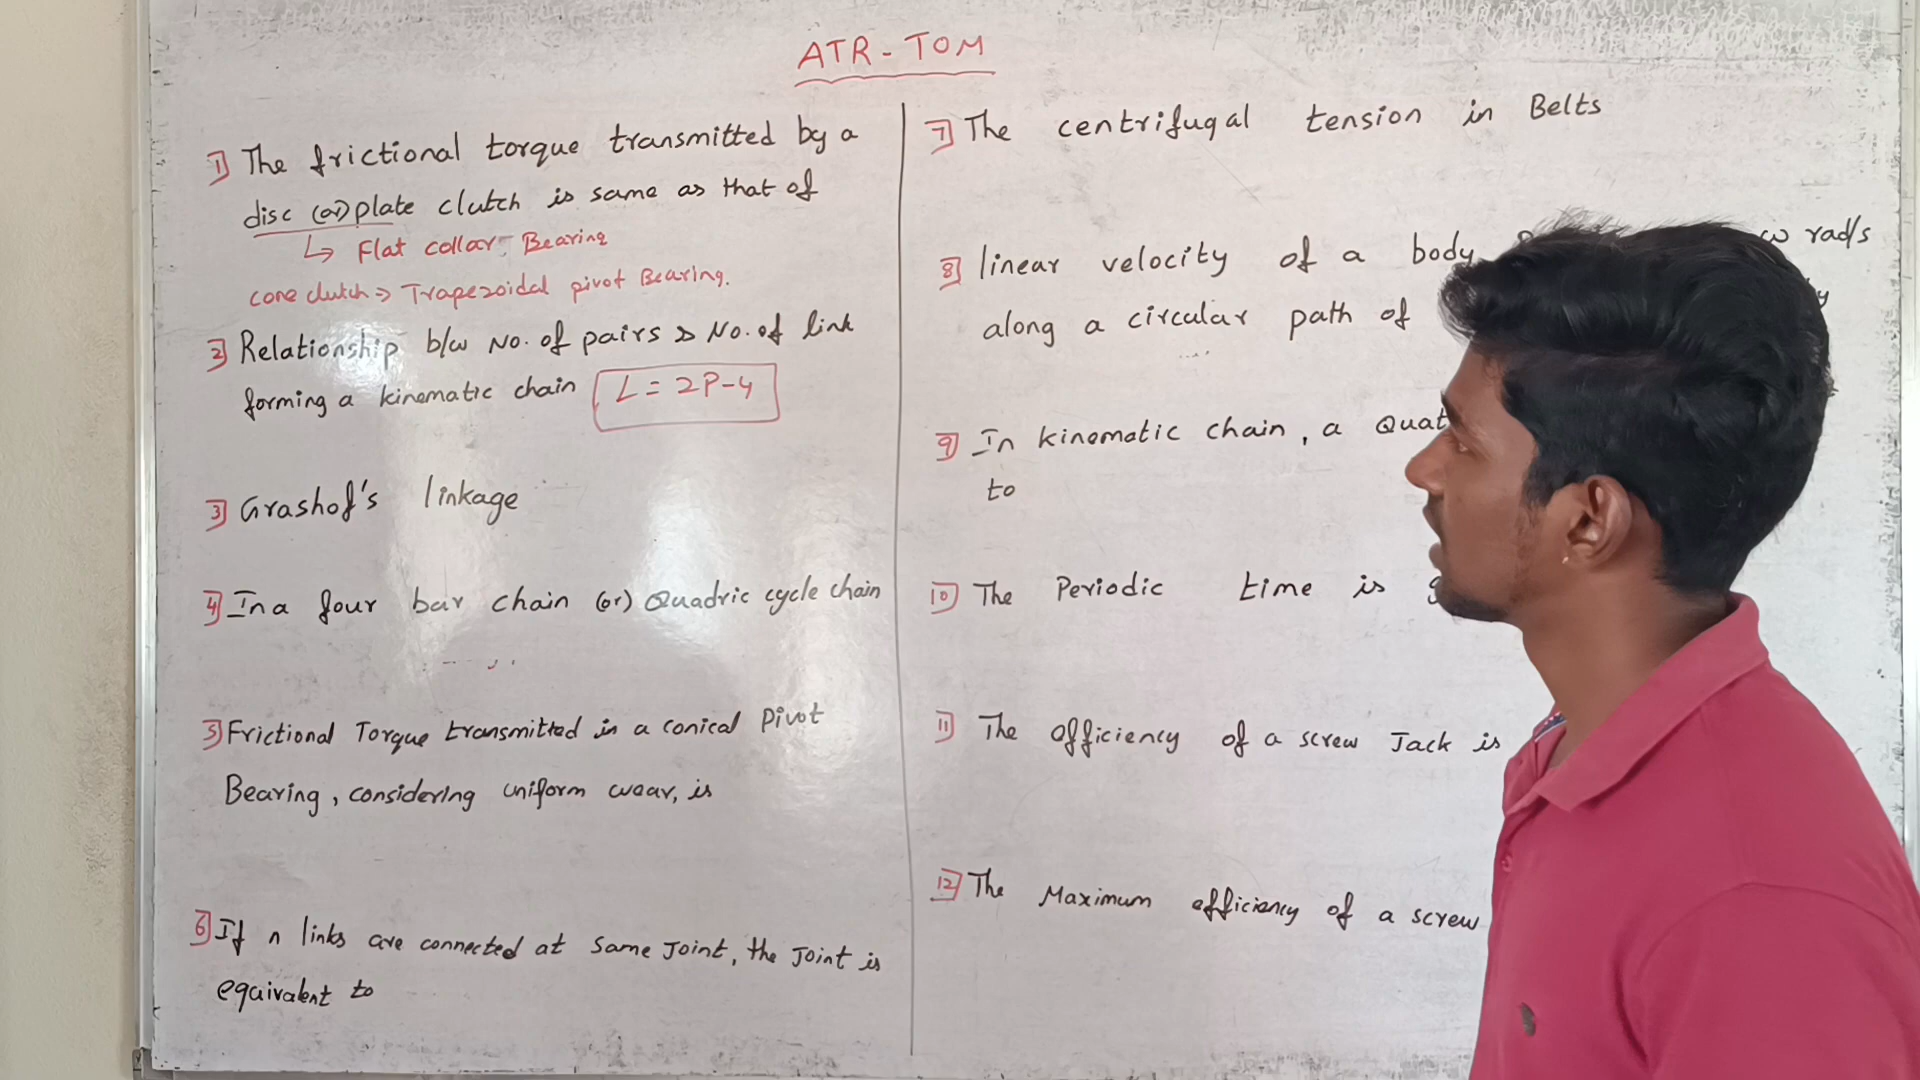 ATR - TOM
1] The frictional torque transmitted by a
disc (or) plate clutch is same as that of
↳ Flat collar Bearing
cone clutch ⇒ Trapezoidal pivot Bearing.
2] Relationship b/w No. of pairs & No. of link
forming a kinematic chain L = 2P-4
3] Grashof's linkage
4] In a four bar chain (or) Quadric cycle chain
5] Frictional Torque transmitted in a conical Pivot
Bearing, considering uniform wear, is
6] If n links are connected at same Joint, the Joint is
equivalent to
7] The centrifugal tension in Belts
8] linear velocity of a body ω rad/s
along a circular path of
9] In kinematic chain, a Quat
to
10] The Periodic time is
11] The efficiency of a screw Jack is
12] The Maximum efficiency of a screw